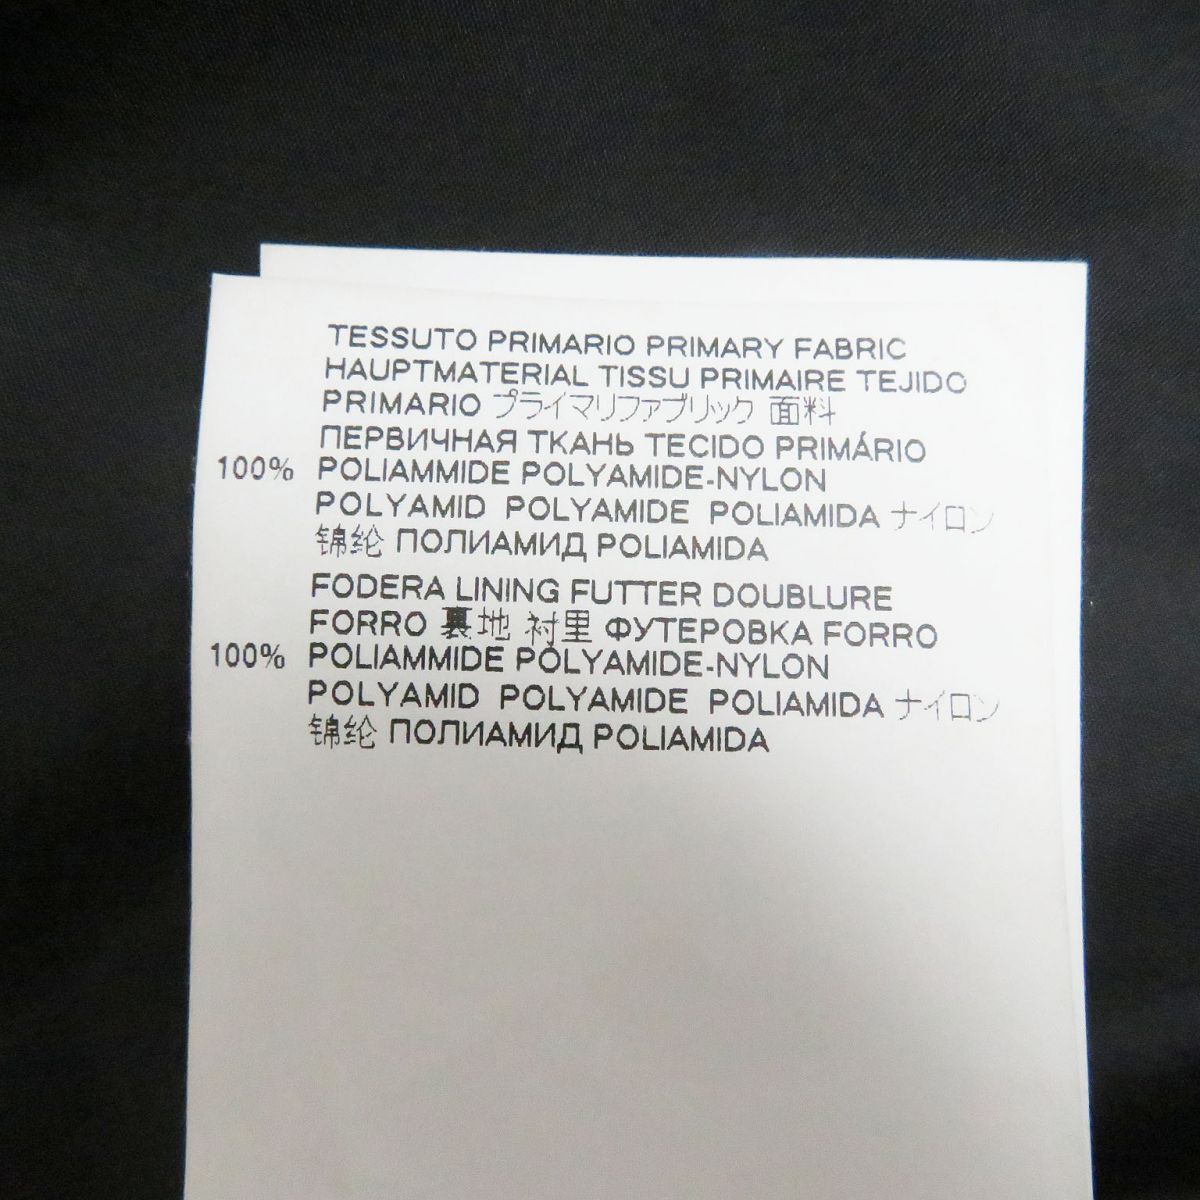 TESSUTO PRIMARIO PRIMARY FABRIC
HAUPTMATERIAL TISSU PRIMAIRE TEJIDO
PRIMARIO プライマリファブリック 面料
ПЕРВИЧНАЯ ТКАНЬ TECIDO PRIMÁRIO
100% POLIAMMIDE POLYAMIDE-NYLON
POLYAMID POLYAMIDE POLIAMIDA ナイロン
锦纶 ПОЛИАМИД POLIAMIDA
FODERA LINING FUTTER DOUBLURE
FORRO 裏地 衬里 ФУТЕРОВКА FORRO
100% POLIAMMIDE POLYAMIDE-NYLON
POLYAMID POLYAMIDE POLIAMIDA ナイロン
锦纶 ПОЛИАМИД POLIAMIDA